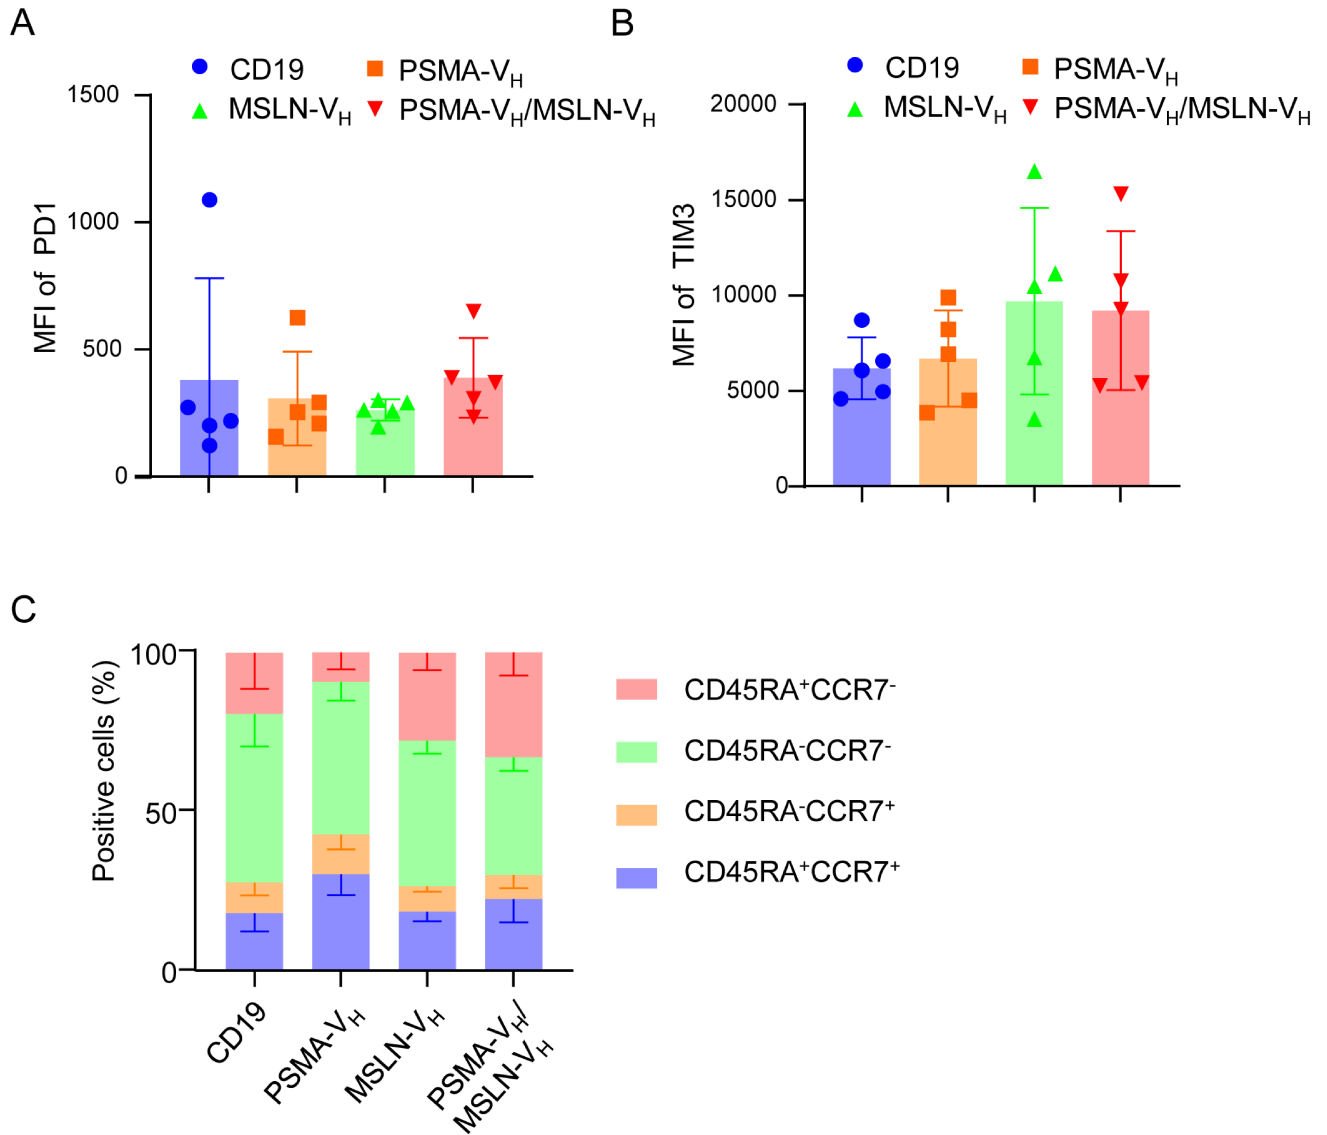 A
CD19
PSMA-VH
MSLN-VH
PSMA-VH/MSLN-VH
1500
1000
500
0
MFI of PD1
B
CD19
PSMA-VH
MSLN-VH
PSMA-VH/MSLN-VH
20000
15000
10000
5000
0
MFI of TIM3
C
100
50
0
Positive cells (%)
CD19
PSMA-VH
MSLN-VH
PSMA-VH/
MSLN-VH
CD45RA+CCR7-
CD45RA-CCR7-
CD45RA-CCR7+
CD45RA+CCR7+